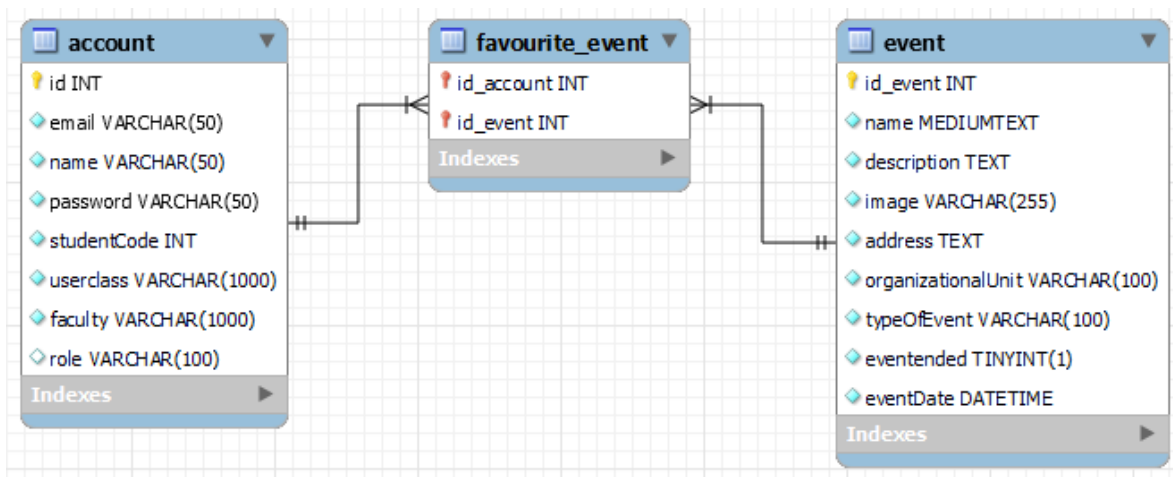 account
id INT
email VARCHAR(50)
name VARCHAR(50)
password VARCHAR(50)
studentCode INT
userclass VARCHAR(1000)
faculty VARCHAR(1000)
role VARCHAR(100)
Indexes
favourite_event
id_account INT
id_event INT
Indexes
event
id_event INT
name MEDIUMTEXT
description TEXT
image VARCHAR(255)
address TEXT
organizationalUnit VARCHAR(100)
typeOfEvent VARCHAR(100)
eventended TINYINT(1)
eventDate DATETIME
Indexes